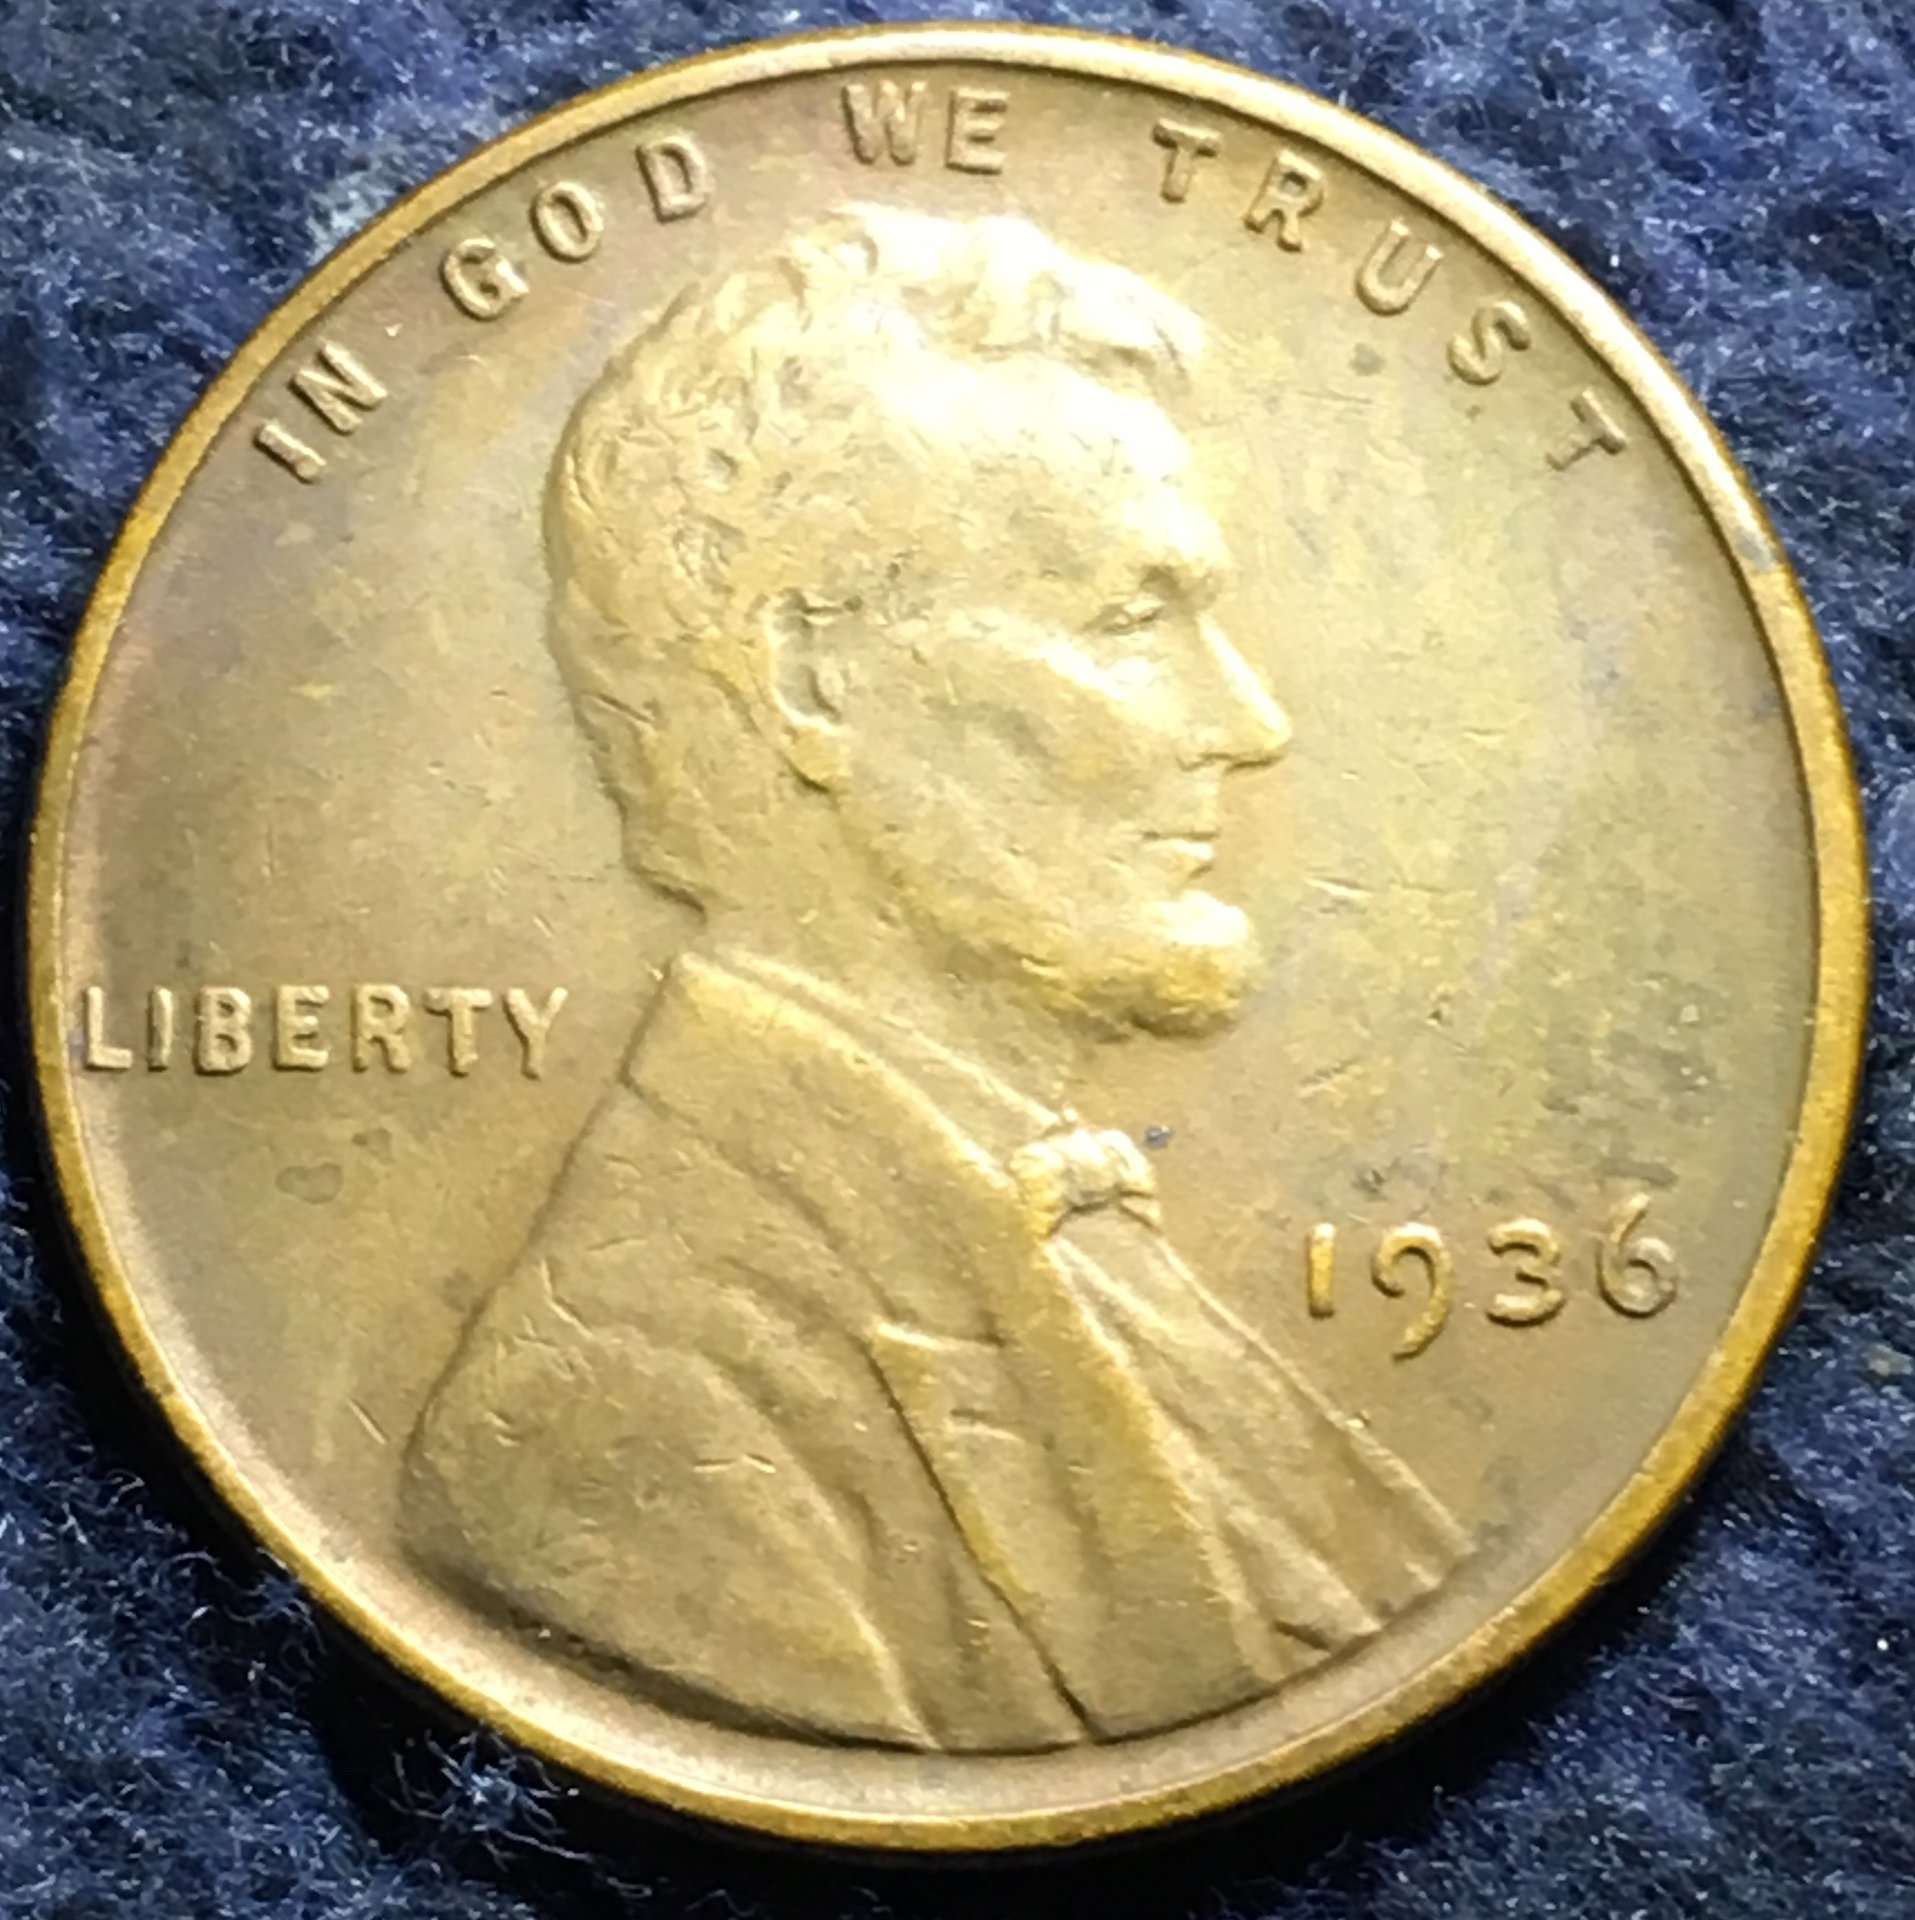 IN GOD WE TRUST
LIBERTY
1936